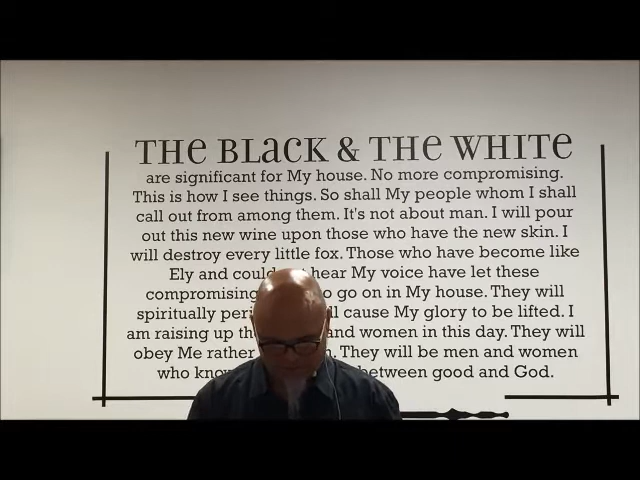 THE BLACK & THE WHITE
are significant for My house. No more compromising.
This is how I see things. So shall My people whom I shall
call out from among them. It's not about man. I will pour
out this new wine upon those who have the new skin. I
will destroy every little fox. Those who have become like
Ely and could hear My voice have let these
compromising go on in My house. They will
spiritually cause My glory to be lifted. I
am raising up and women in this day. They will
obey Me rather They will be men and women
who between good and God.